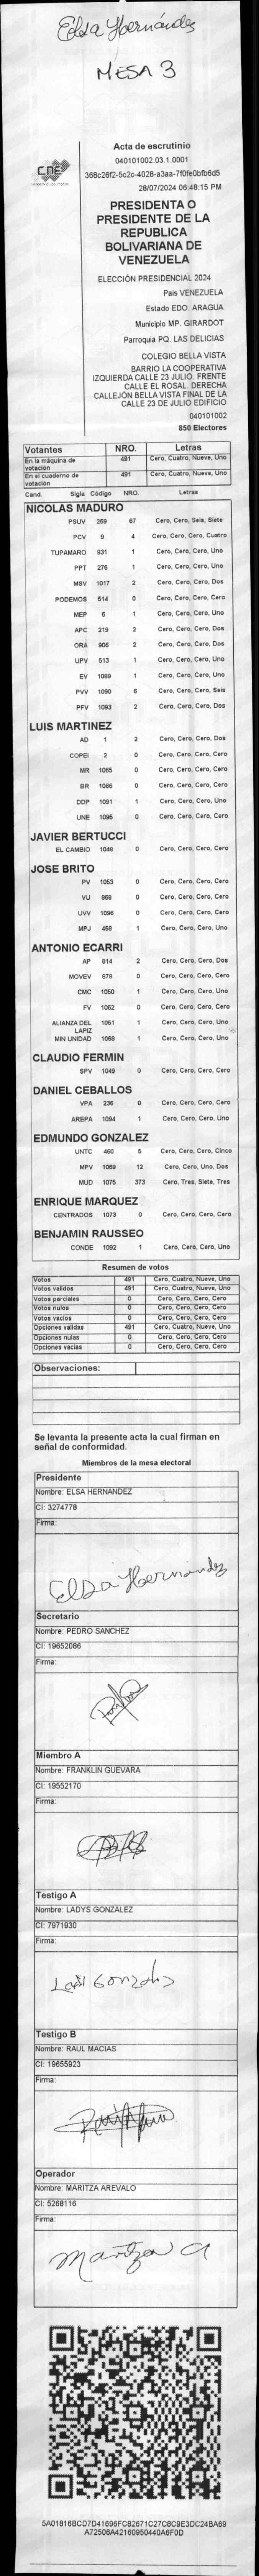 Elsa Hernández
MESA 3
CNE
Acta de escrutinio
040101002.03.1.0001
368c26f2-5c2c-4028-a3aa-7f0fe0bfb6d5
28/07/2024 06:48:15 PM
PRESIDENTA O
PRESIDENTE DE LA
REPUBLICA
BOLIVARIANA DE
VENEZUELA
ELECCIÓN PRESIDENCIAL 2024
Pais VENEZUELA
Estado EDO. ARAGUA
Municipio MP. GIRARDOT
Parroquia PQ. LAS DELICIAS
COLEGIO BELLA VISTA
BARRIO LA COOPERATIVA
IZQUIERDA CALLE 23 JULIO. FRENTE
CALLE EL ROSAL. DERECHA
CALLEJÓN BELLA VISTA FINAL DE LA
CALLE 23 DE JULIO EDIFICIO
040101002
850 Electores
Votantes NRO. Letras
En la máquina de votación 491 Cero, Cuatro, Nueve, Uno
En el cuaderno de votación 491 Cero, Cuatro, Nueve, Uno
Cand. Sigla Código NRO. Letras
NICOLAS MADURO
PSUV 269 67 Cero, Cero, Seis, Siete
PCV 9 4 Cero, Cero, Cero, Cuatro
TUPAMARO 931 1 Cero, Cero, Cero, Uno
PPT 276 1 Cero, Cero, Cero, Uno
MSV 1017 2 Cero, Cero, Cero, Dos
PODEMOS 514 0 Cero, Cero, Cero, Cero
MEP 6 1 Cero, Cero, Cero, Uno
APC 219 2 Cero, Cero, Cero, Dos
ORA 906 2 Cero, Cero, Cero, Dos
UPV 513 1 Cero, Cero, Cero, Uno
EV 1089 1 Cero, Cero, Cero, Uno
PVV 1090 6 Cero, Cero, Cero, Seis
PFV 1093 2 Cero, Cero, Cero, Dos
LUIS MARTINEZ
AD 1 2 Cero, Cero, Cero, Dos
COPEI 2 0 Cero, Cero, Cero, Cero
MR 1065 0 Cero, Cero, Cero, Cero
BR 1066 0 Cero, Cero, Cero, Cero
DDP 1091 1 Cero, Cero, Cero, Uno
UNE 1095 0 Cero, Cero, Cero, Cero
JAVIER BERTUCCI
EL CAMBIO 1048 0 Cero, Cero, Cero, Cero
JOSE BRITO
PV 1053 0 Cero, Cero, Cero, Cero
VU 969 0 Cero, Cero, Cero, Cero
UVV 1096 0 Cero, Cero, Cero, Cero
MPJ 458 1 Cero, Cero, Cero, Uno
ANTONIO ECARRI
AP 814 2 Cero, Cero, Cero, Dos
MOVEV 978 0 Cero, Cero, Cero, Cero
CMC 1050 1 Cero, Cero, Cero, Uno
FV 1062 0 Cero, Cero, Cero, Cero
ALIANZA DEL LAPIZ 1051 1 Cero, Cero, Cero, Uno
MIN UNIDAD 1068 1 Cero, Cero, Cero, Uno
CLAUDIO FERMIN
SPV 1049 0 Cero, Cero, Cero, Cero
DANIEL CEBALLOS
VPA 236 0 Cero, Cero, Cero, Cero
AREPA 1094 1 Cero, Cero, Cero, Uno
EDMUNDO GONZALEZ
UNTC 460 5 Cero, Cero, Cero, Cinco
MPV 1069 12 Cero, Cero, Uno, Dos
MUD 1075 373 Cero, Tres, Siete, Tres
ENRIQUE MARQUEZ
CENTRADOS 1073 0 Cero, Cero, Cero, Cero
BENJAMIN RAUSSEO
CONDE 1092 1 Cero, Cero, Cero, Uno
Resumen de votos
Votos 491 Cero, Cuatro, Nueve, Uno
Votos validos 491 Cero, Cuatro, Nueve, Uno
Votos parciales 0 Cero, Cero, Cero, Cero
Votos nulos 0 Cero, Cero, Cero, Cero
Votos vacios 0 Cero, Cero, Cero, Cero
Opciones validas 491 Cero, Cuatro, Nueve, Uno
Opciones nulas 0 Cero, Cero, Cero, Cero
Opciones vacias 0 Cero, Cero, Cero, Cero
Observaciones:
Se levanta la presente acta la cual firman en
señal de conformidad.
Miembros de la mesa electoral
Presidente
Nombre: ELSA HERNANDEZ
CI: 3274778
Firma:
Elsa Hernández
Secretario
Nombre: PEDRO SANCHEZ
CI: 19652086
Firma:
Miembro A
Nombre: FRANKLIN GUEVARA
CI: 19552170
Firma:
Testigo A
Nombre: LADYS GONZALEZ
CI: 7971930
Firma:
Testigo B
Nombre: RAUL MACIAS
CI: 19655923
Firma:
Operador
Nombre: MARITZA AREVALO
CI: 5268116
Firma:
Maritza A
5A01816BCD7D41696FC82671C27C8C9E3DC24BA69
A72506A42160950440A6F0D